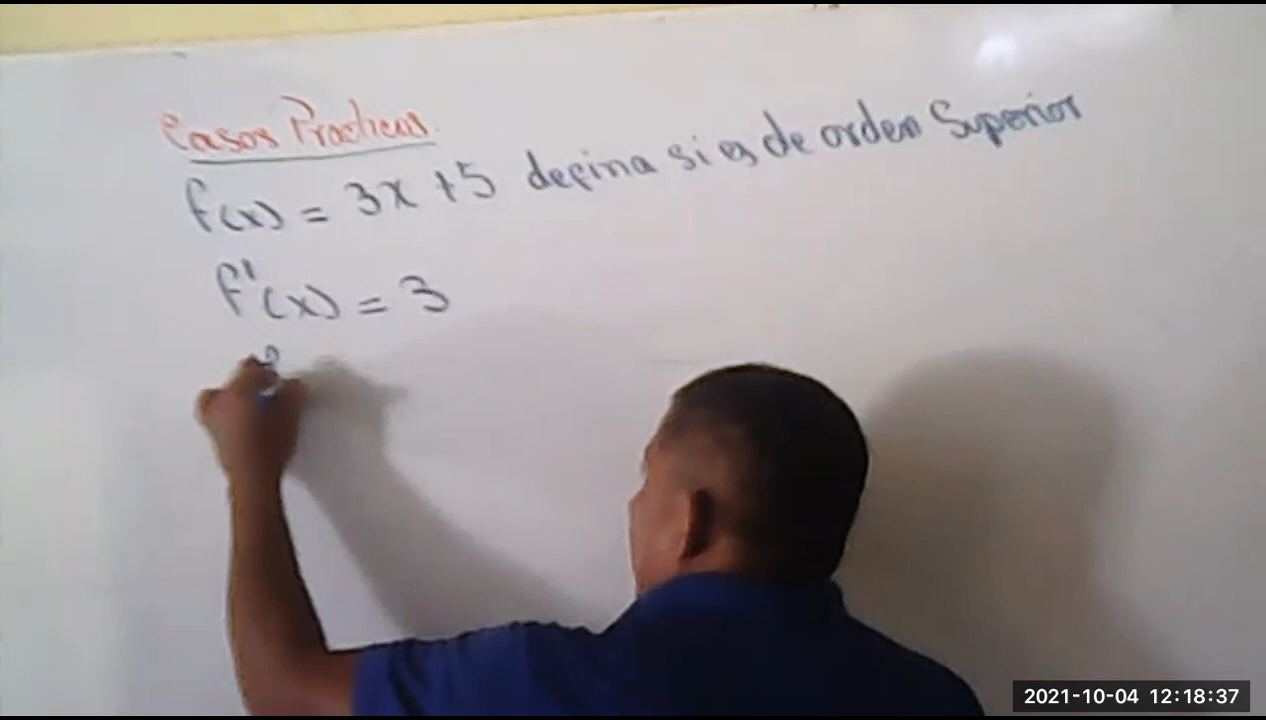 Casos Practicos.
f(x) = 3x + 5 defina si es de orden Superior
f'(x) = 3
2021-10-04 12:18:37